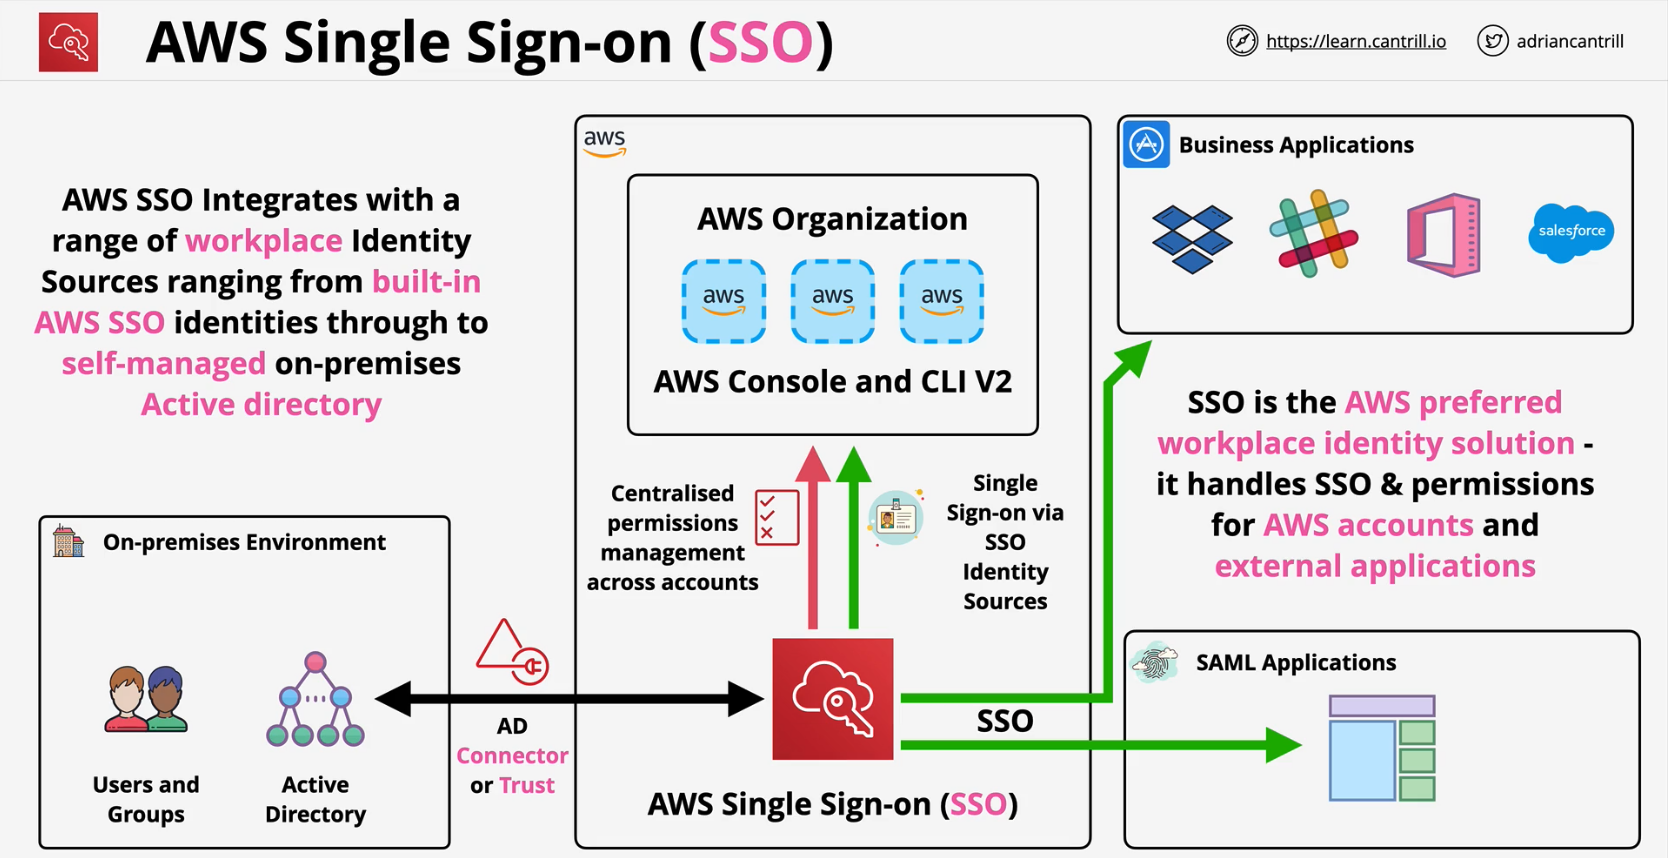 AWS Single Sign-on (SSO)
https://learn.cantrill.io
adriancantrill
AWS SSO Integrates with a
range of workplace Identity
Sources ranging from built-in
AWS SSO identities through to
self-managed on-premises
Active directory
aws
AWS Organization
aws
aws
aws
AWS Console and CLI V2
Business Applications
salesforce
SSO is the AWS preferred
workplace identity solution -
it handles SSO & permissions
for AWS accounts and
external applications
Centralised
permissions
management
across accounts
Single
Sign-on via
SSO
Identity
Sources
On-premises Environment
Users and
Groups
Active
Directory
AD
Connector
or Trust
SSO
AWS Single Sign-on (SSO)
SAML Applications